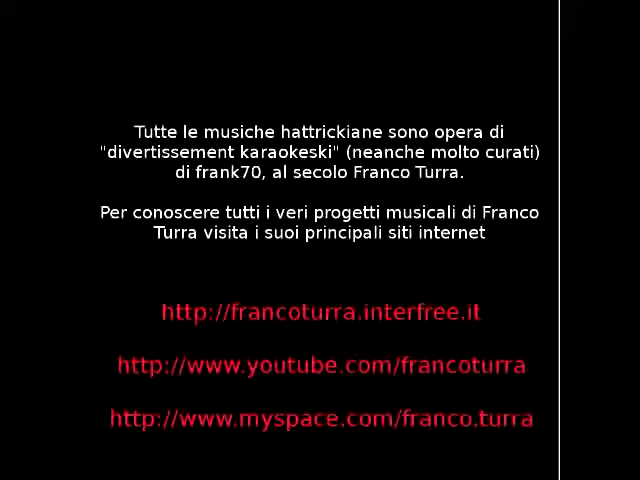 Tutte le musiche hattrickiane sono opera di
"divertissement karaokeski" (neanche molto curati)
di frank70, al secolo Franco Turra.
Per conoscere tutti i veri progetti musicali di Franco
Turra visita i suoi principali siti internet
http://francoturra.interfree.it
http://www.youtube.com/francoturra
http://www.myspace.com/franco.turra